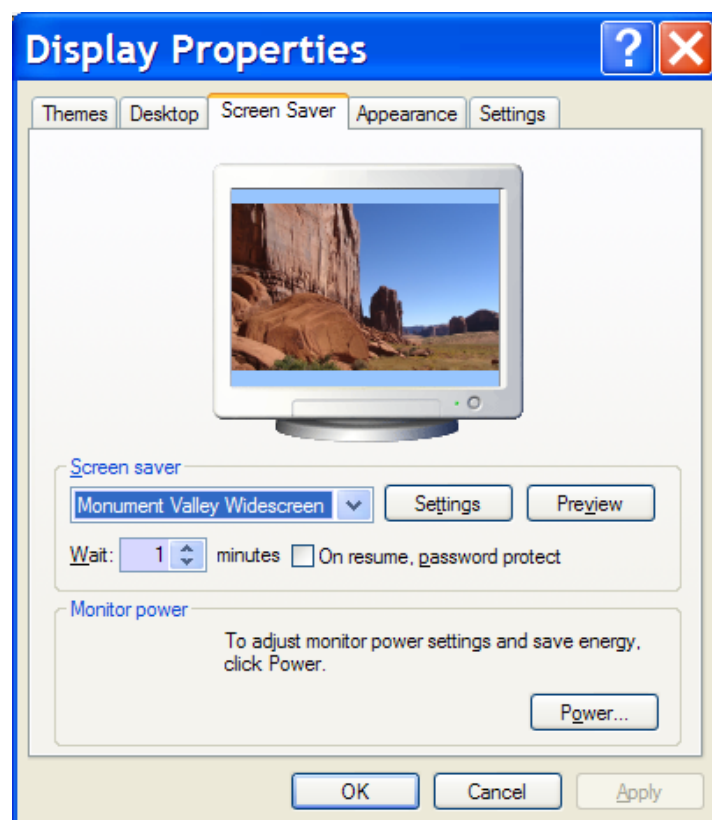 Display Properties ?
Themes Desktop Screen Saver Appearance Settings
Screen saver
Monument Valley Widescreen Settings Preview
Wait: 1 minutes On resume, password protect
Monitor power
To adjust monitor power settings and save energy,
click Power.
Power...
OK Cancel Apply